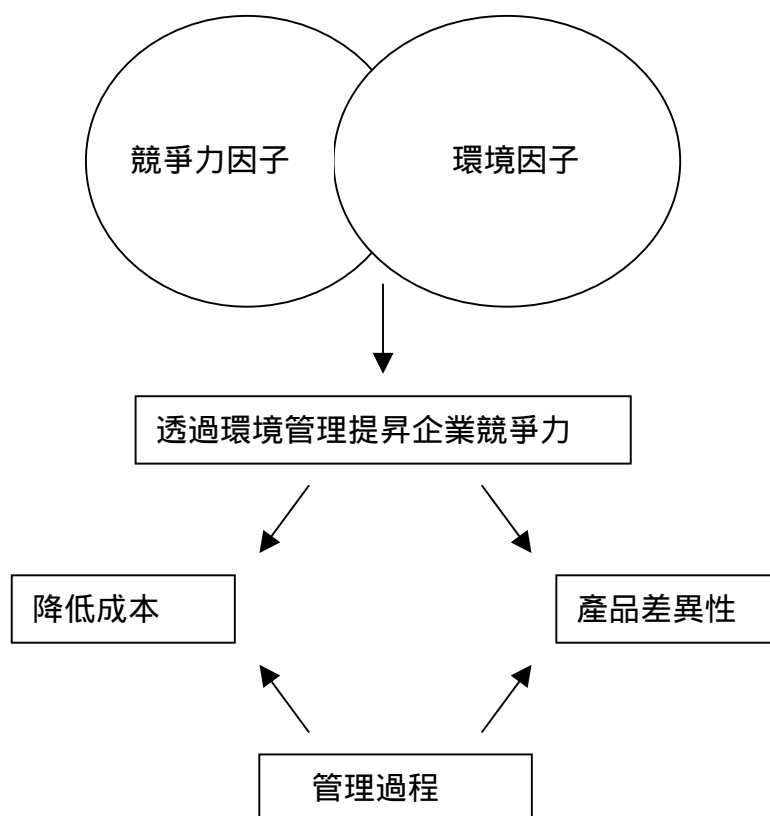 競爭力因子
環境因子
透過環境管理提昇企業競爭力
降低成本
產品差異性
管理過程